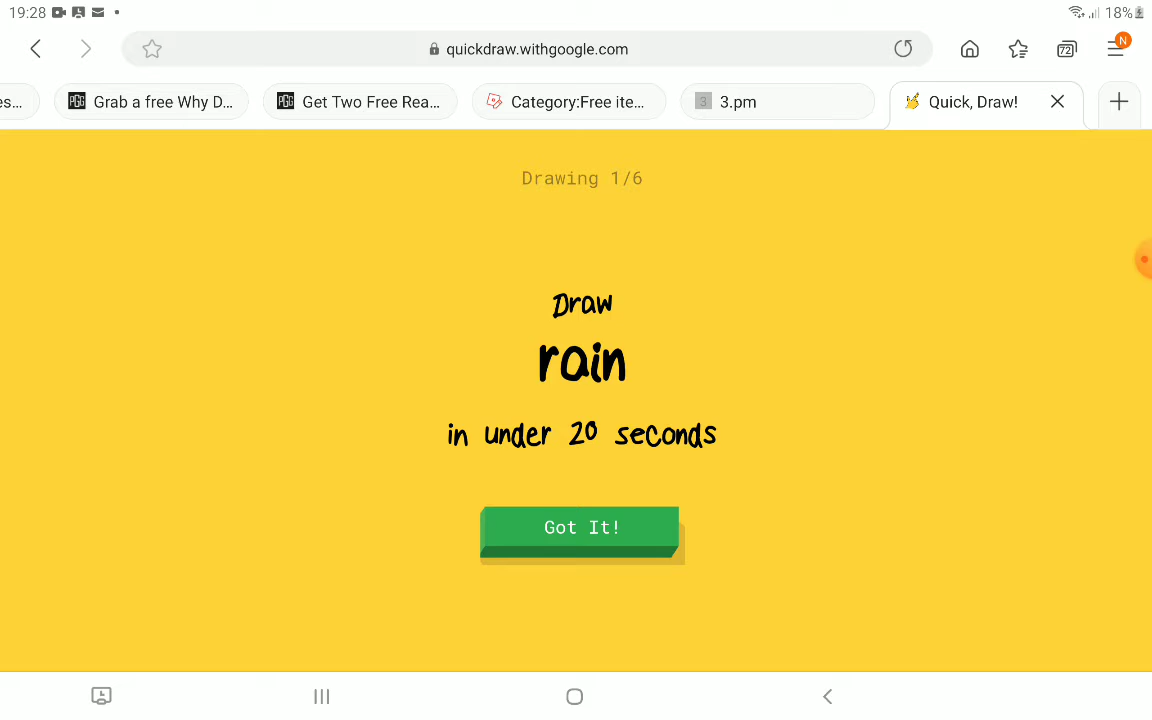 19:28 18%
quickdraw.withgoogle.com 72 N
es... Grab a free Why D... Get Two Free Rea... Category:Free ite... 3 3.pm Quick, Draw!
Drawing 1/6
Draw
rain
in under 20 seconds
Got It!